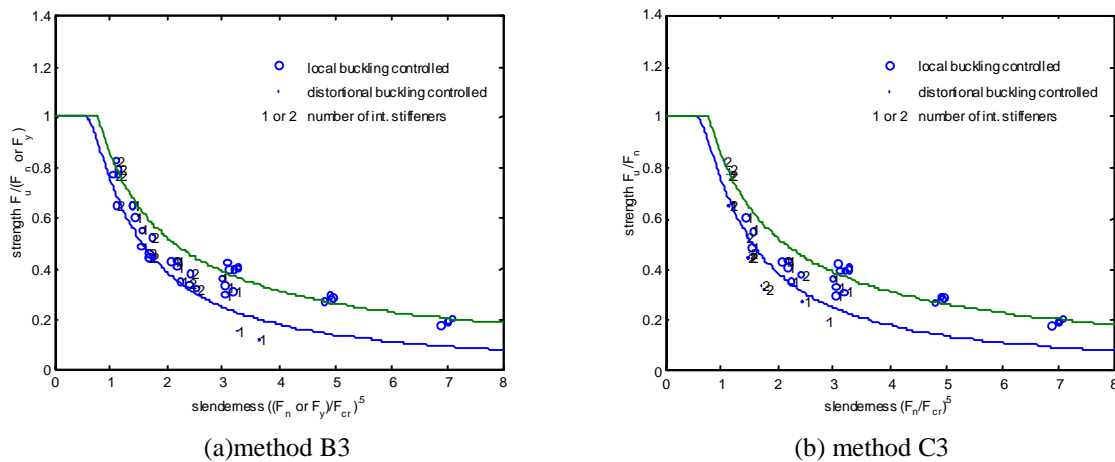 1.4
1.2
1
0.8
0.6
0.4
0.2
0
0 1 2 3 4 5 6 7 8
strength F_u/(F_n or F_y)
slenderness ((F_n or F_y)/F_cr)^.5
local buckling controlled
distortional buckling controlled
1 or 2 number of int. stiffeners
(a)method B3
1.4
1.2
1
0.8
0.6
0.4
0.2
0
0 1 2 3 4 5 6 7 8
strength F_u/F_n
slenderness (F_n/F_cr)^.5
local buckling controlled
distortional buckling controlled
1 or 2 number of int. stiffeners
(b) method C3